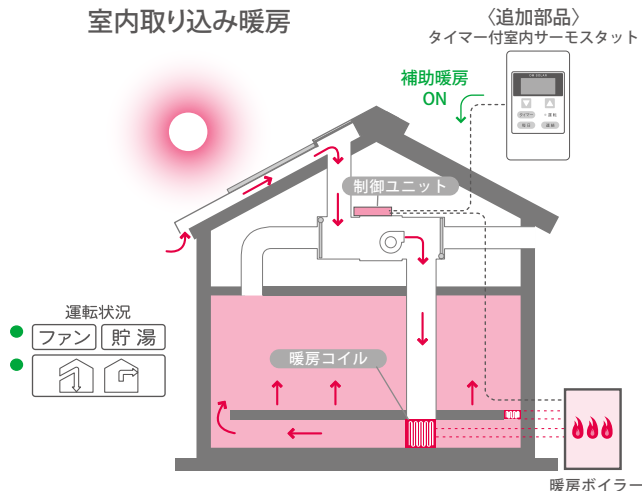 室内取り込み暖房
〈追加部品〉
タイマー付室内サーモスタット
補助暖房
ON
制御ユニット
運転状況
ファン
貯湯
暖房コイル
暖房ボイラー